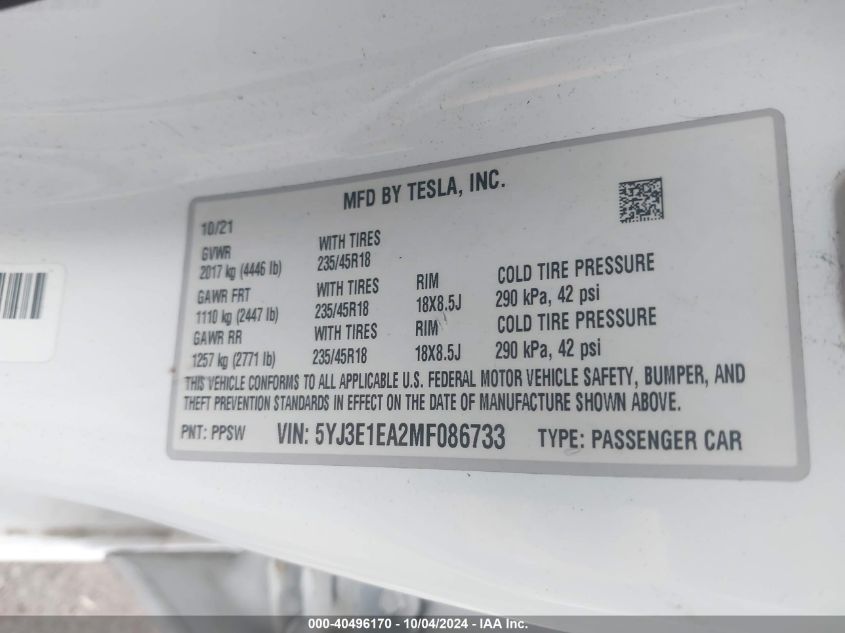 MFD BY TESLA, INC.
10/21
GVWR
2017 kg (4446 lb)
WITH TIRES
235/45R18
GAWR FRT
1110 kg (2447 lb)
WITH TIRES
235/45R18
RIM
18X8.5J
COLD TIRE PRESSURE
290 kPa, 42 psi
GAWR RR
1257 kg (2771 lb)
WITH TIRES
235/45R18
RIM
18X8.5J
COLD TIRE PRESSURE
290 kPa, 42 psi
THIS VEHICLE CONFORMS TO ALL APPLICABLE U.S. FEDERAL MOTOR VEHICLE SAFETY, BUMPER, AND
THEFT PREVENTION STANDARDS IN EFFECT ON THE DATE OF MANUFACTURE SHOWN ABOVE.
PNT: PPSW VIN: 5YJ3E1EA2MF086733 TYPE: PASSENGER CAR
000-40496170 - 10/04/2024 - IAA Inc.